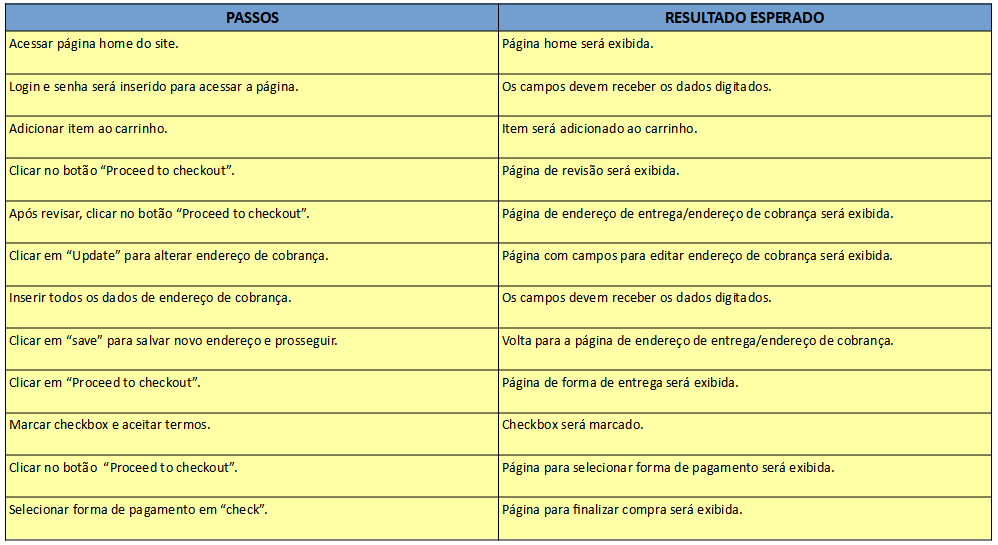 PASSOS RESULTADO ESPERADO
Acessar página home do site. Página home será exibida.
Login e senha será inserido para acessar a página. Os campos devem receber os dados digitados.
Adicionar item ao carrinho. Item será adicionado ao carrinho.
Clicar no botão “Proceed to checkout”. Página de revisão será exibida.
Após revisar, clicar no botão “Proceed to checkout”. Página de endereço de entrega/endereço de cobrança será exibida.
Clicar em “Update” para alterar endereço de cobrança. Página com campos para editar endereço de cobrança será exibida.
Inserir todos os dados de endereço de cobrança. Os campos devem receber os dados digitados.
Clicar em “save” para salvar novo endereço e prosseguir. Volta para a página de endereço de entrega/endereço de cobrança.
Clicar em “Proceed to checkout”. Página de forma de entrega será exibida.
Marcar checkbox e aceitar termos. Checkbox será marcado.
Clicar no botão “Proceed to checkout”. Página para selecionar forma de pagamento será exibida.
Selecionar forma de pagamento em “check”. Página para finalizar compra será exibida.